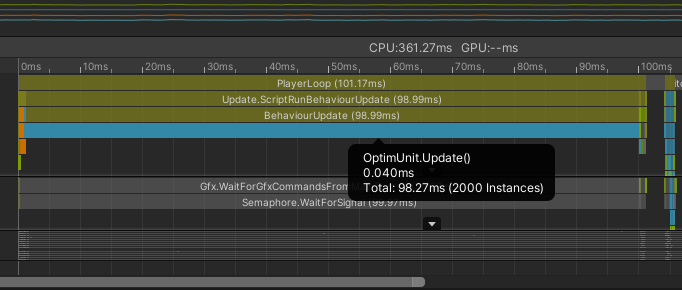 CPU:361.27ms GPU:--ms
0ms 10ms 20ms 30ms 40ms 50ms 60ms 70ms 80ms 90ms 100ms
PlayerLoop (101.17ms)
Update.ScriptRunBehaviourUpdate (98.99ms)
BehaviourUpdate (98.99ms)
OptimUnit.Update()
0.040ms
Total: 98.27ms (2000 Instances)
Gfx.WaitForGfxCommandsFrom
Semaphore.WaitForSignal (99.97ms)